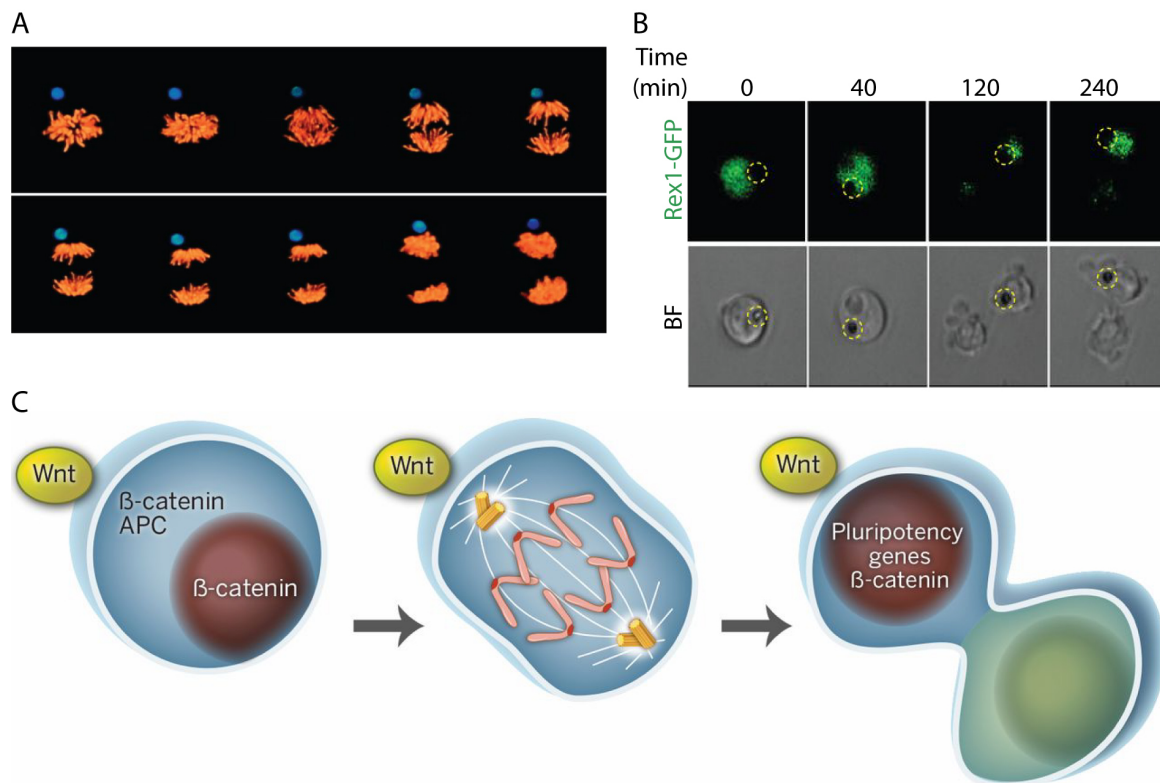 A
B
Time
(min) 0 40 120 240
Rex1-GFP
BF
C
Wnt
ß-catenin
APC
ß-catenin
Wnt
Wnt
Pluripotency
genes
ß-catenin